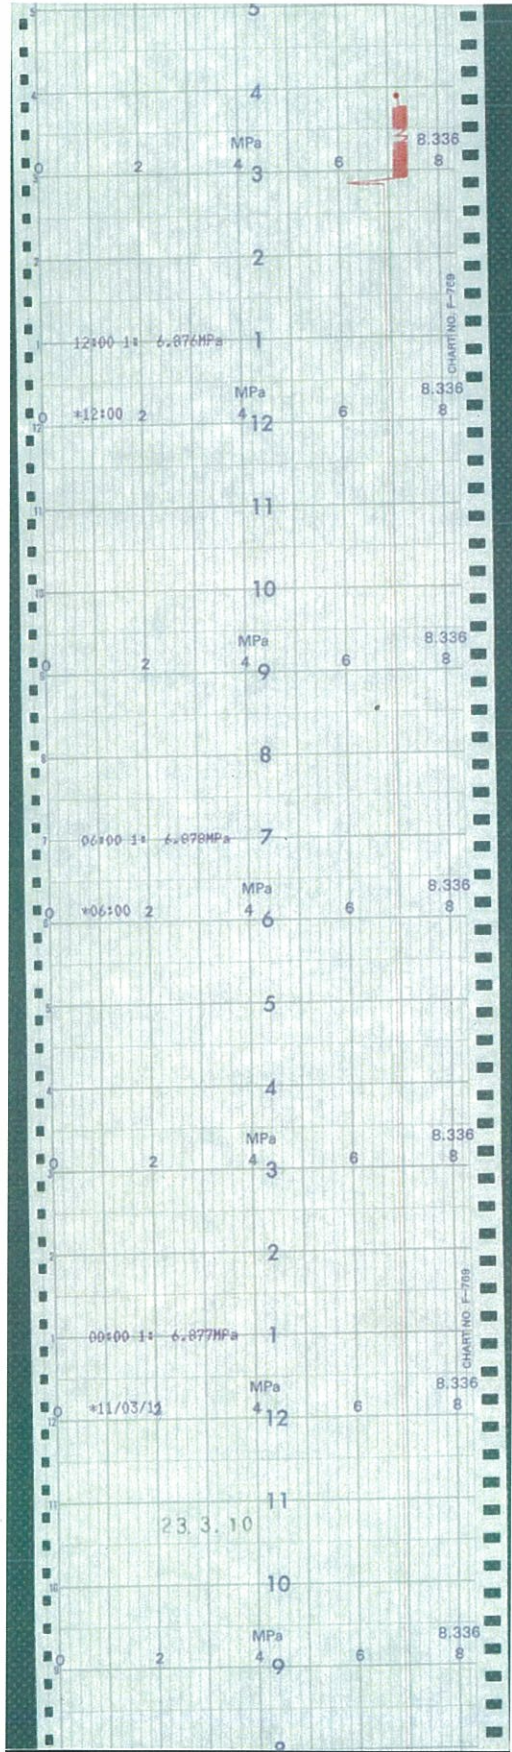 5
4
MPa 8.336
0 2 4 6 8
3
2
CHART NO. F-769
12:00 1: 6.876MPa 1
MPa 8.336
0 *12:00 2 4 6 8
12
11
10
MPa 8.336
0 2 4 6 8
9
8
06:00 1: 6.878MPa 7
MPa 8.336
0 *06:00 2 4 6 8
6
5
4
MPa 8.336
0 2 4 6 8
3
2
CHART NO. F-769
00:00 1: 6.877MPa 1
MPa 8.336
0 *11/03/11 4 6 8
12
11
23. 3. 10
10
MPa 8.336
0 2 4 6 8
9
8